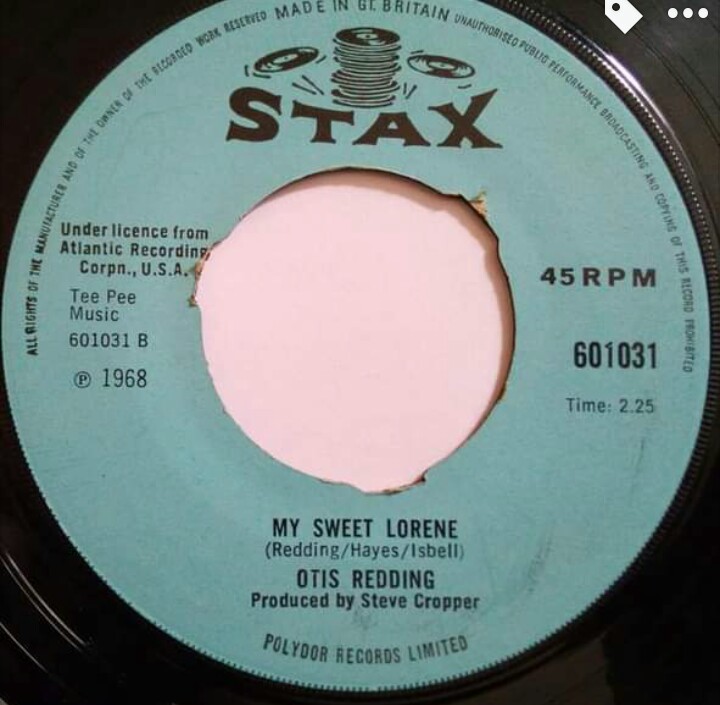 ALL RIGHTS OF THE MANUFACTURER AND OF THE OWNER OF THE RECORDED WORK RESERVED MADE IN GT. BRITAIN UNAUTHORISED PUBLIC PERFORMANCE BROADCASTING AND COPYING OF THIS RECORD PROHIBITED
STAX
Under licence from
Atlantic Recording
Corpn., U.S.A.
Tee Pee
Music
601031 B
℗ 1968
45 RPM
601031
Time: 2.25
MY SWEET LORENE
(Redding/Hayes/Isbell)
OTIS REDDING
Produced by Steve Cropper
POLYDOR RECORDS LIMITED